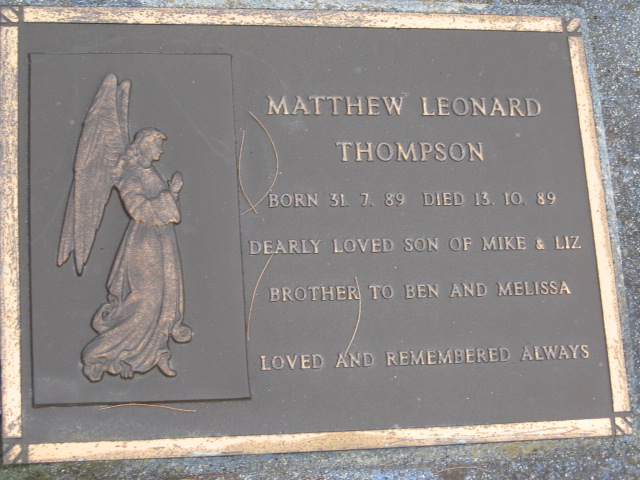 MATTHEW LEONARD
THOMPSON
BORN 31. 7. 89 DIED 13. 10. 89
DEARLY LOVED SON OF MIKE & LIZ
BROTHER TO BEN AND MELISSA
LOVED AND REMEMBERED ALWAYS